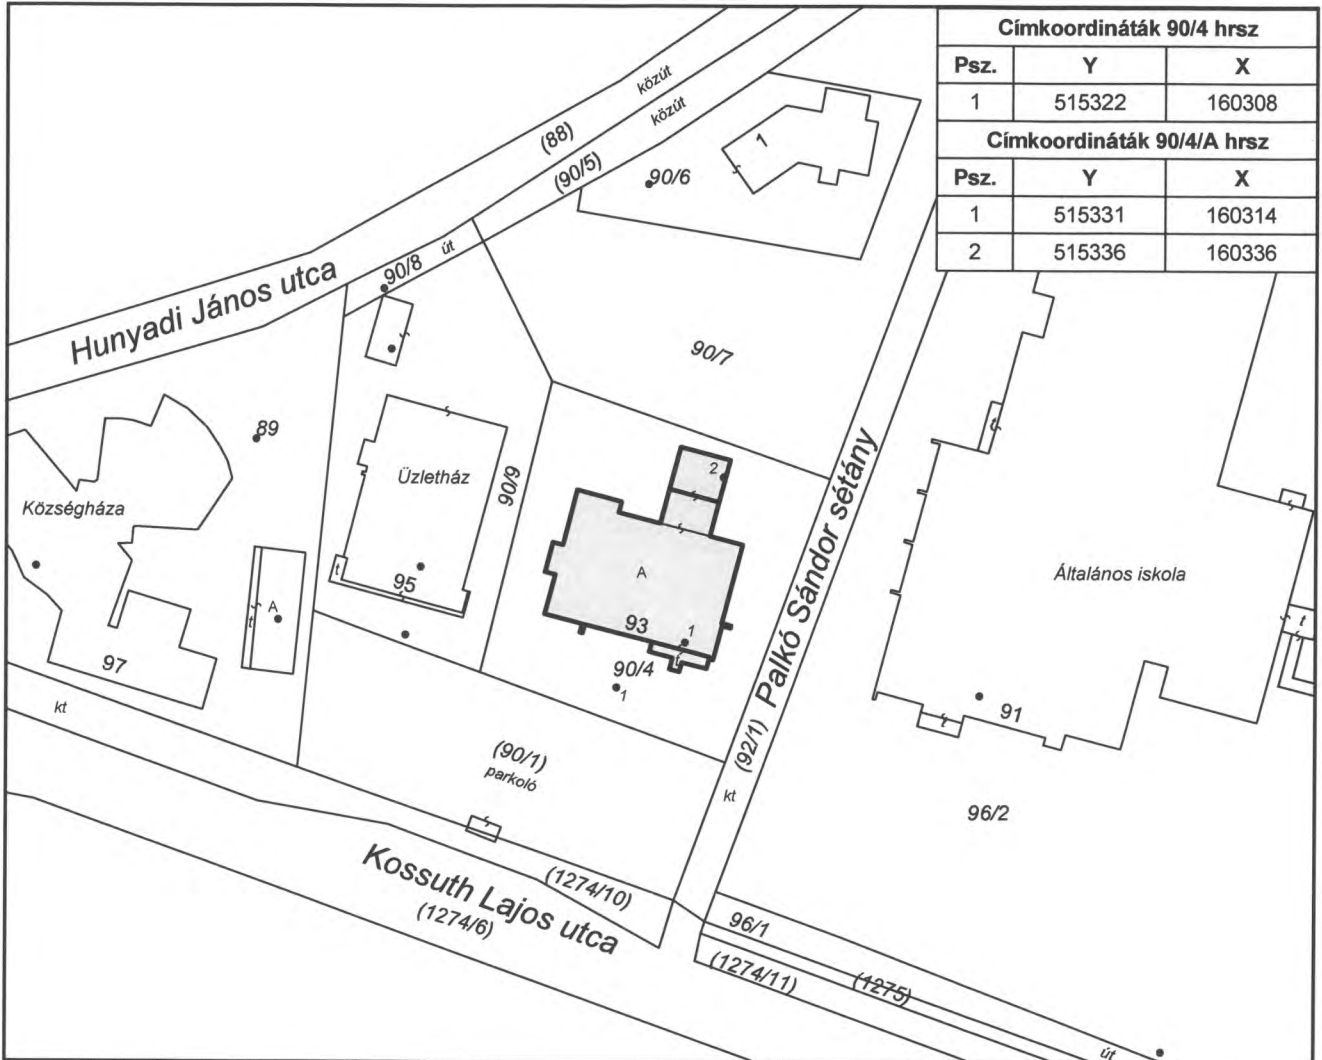 Címkoordináták 90/4 hrsz
Psz. Y X
1 515322 160308
Címkoordináták 90/4/A hrsz
Psz. Y X
1 515331 160314
2 515336 160336
közút
(88)
közút
(90/5)
1
90/6
út
90/8
Hunyadi János utca
90/7
89
Üzletház
90/9
2
t
Községháza
A
Általános iskola
Palkó Sándor sétány
t
95
A
t
93
1
t
90/4
1
t
97
91
t
kt
(92/1)
(90/1)
parkoló
kt
96/2
Kossuth Lajos utca
(1274/10)
(1274/6)
96/1
(1274/11)
(1275)
út